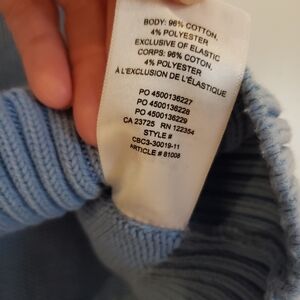 BODY: 96% COTTON,
4% POLYESTER
EXCLUSIVE OF ELASTIC
CORPS: 96% COTON,
4% POLYESTER
À L'EXCLUSION DE L'ÉLASTIQUE
PO 4500136227
PO 4500136228
PO 4500136229
CA 23725 RN 122354
STYLE #
CBC3-30019-11
ARTICLE # 81008